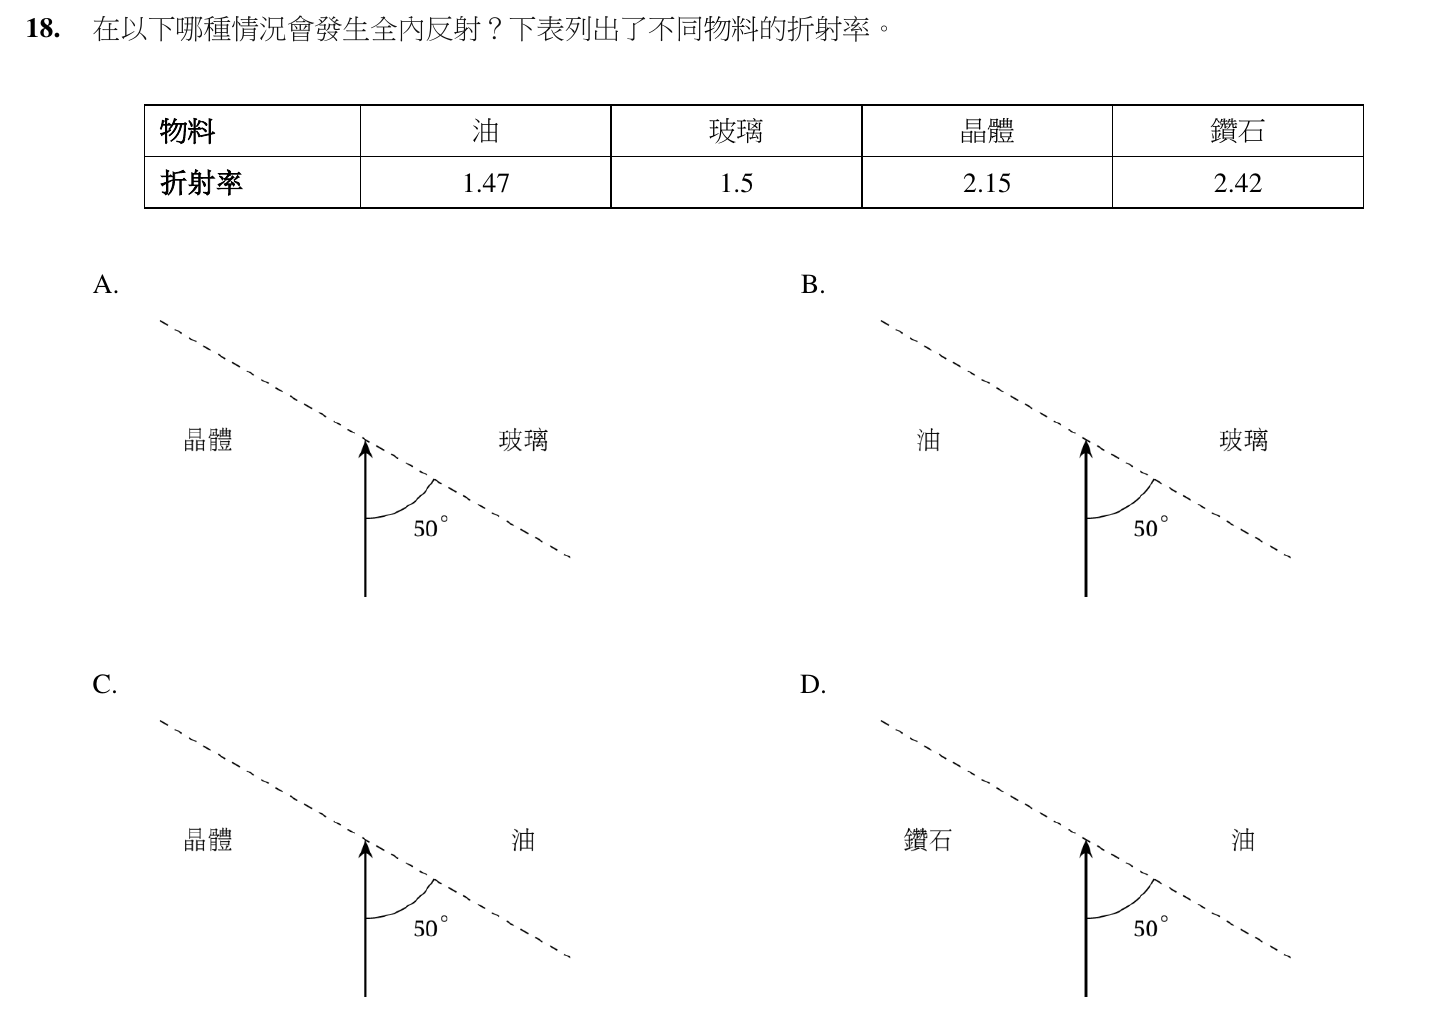 18. 在以下哪種情況會發生全內反射？下表列出了不同物料的折射率。
物料 油 玻璃 晶體 鑽石
折射率 1.47 1.5 2.15 2.42
A.
晶體 玻璃
50°
B.
油 玻璃
50°
C.
晶體 油
50°
D.
鑽石 油
50°